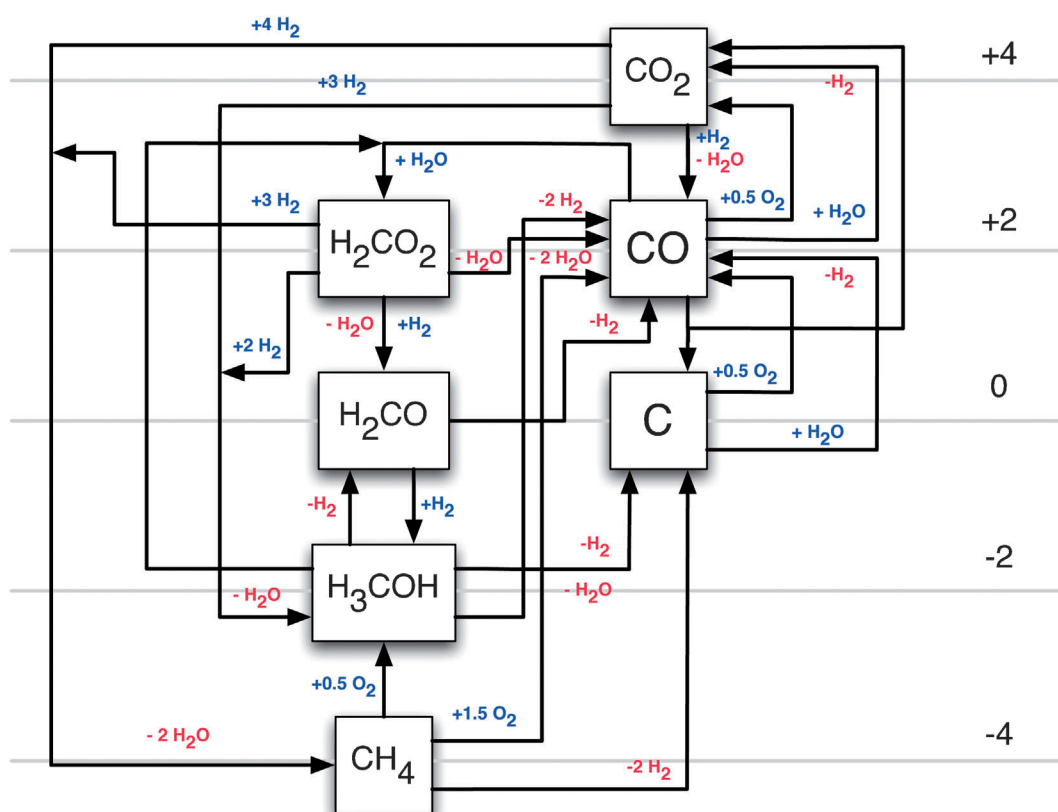 +4 H₂
CO₂
+4
+3 H₂
-H₂
+H₂
- H₂O
+ H₂O
+3 H₂
-2 H₂
+0.5 O₂
+ H₂O
+2
H₂CO₂
CO
- H₂O
- 2 H₂O
-H₂
- H₂O
+H₂
-H₂
+2 H₂
+0.5 O₂
0
H₂CO
C
+ H₂O
-H₂
+H₂
-H₂
-2
H₃COH
- H₂O
- H₂O
+0.5 O₂
+1.5 O₂
- 2 H₂O
-4
CH₄
-2 H₂